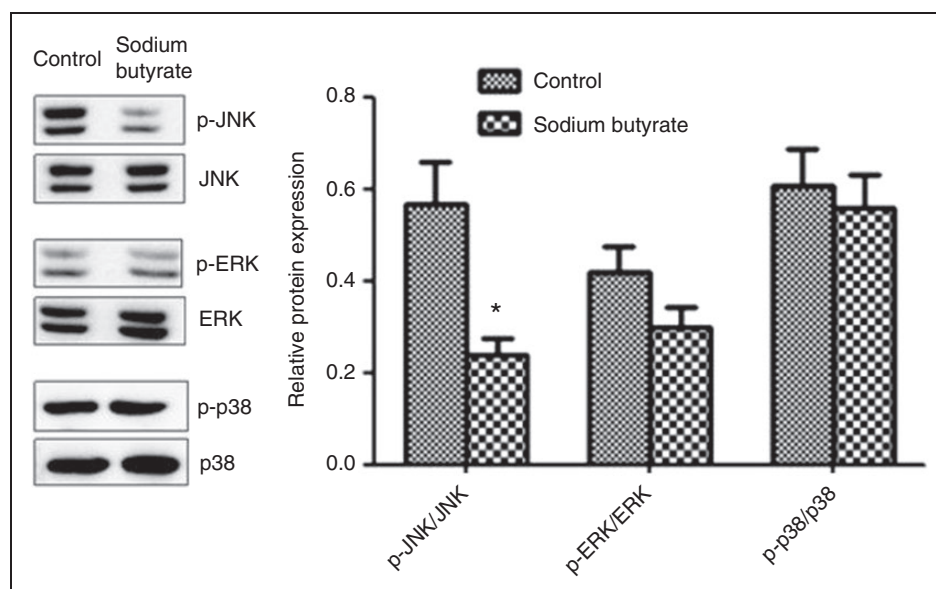 Control
Sodium
butyrate
p-JNK
JNK
p-ERK
ERK
p-p38
p38
Control
Sodium butyrate
Relative protein expression
0.8
0.6
0.4
0.2
0.0
*
p-JNK/JNK
p-ERK/ERK
p-p38/p38